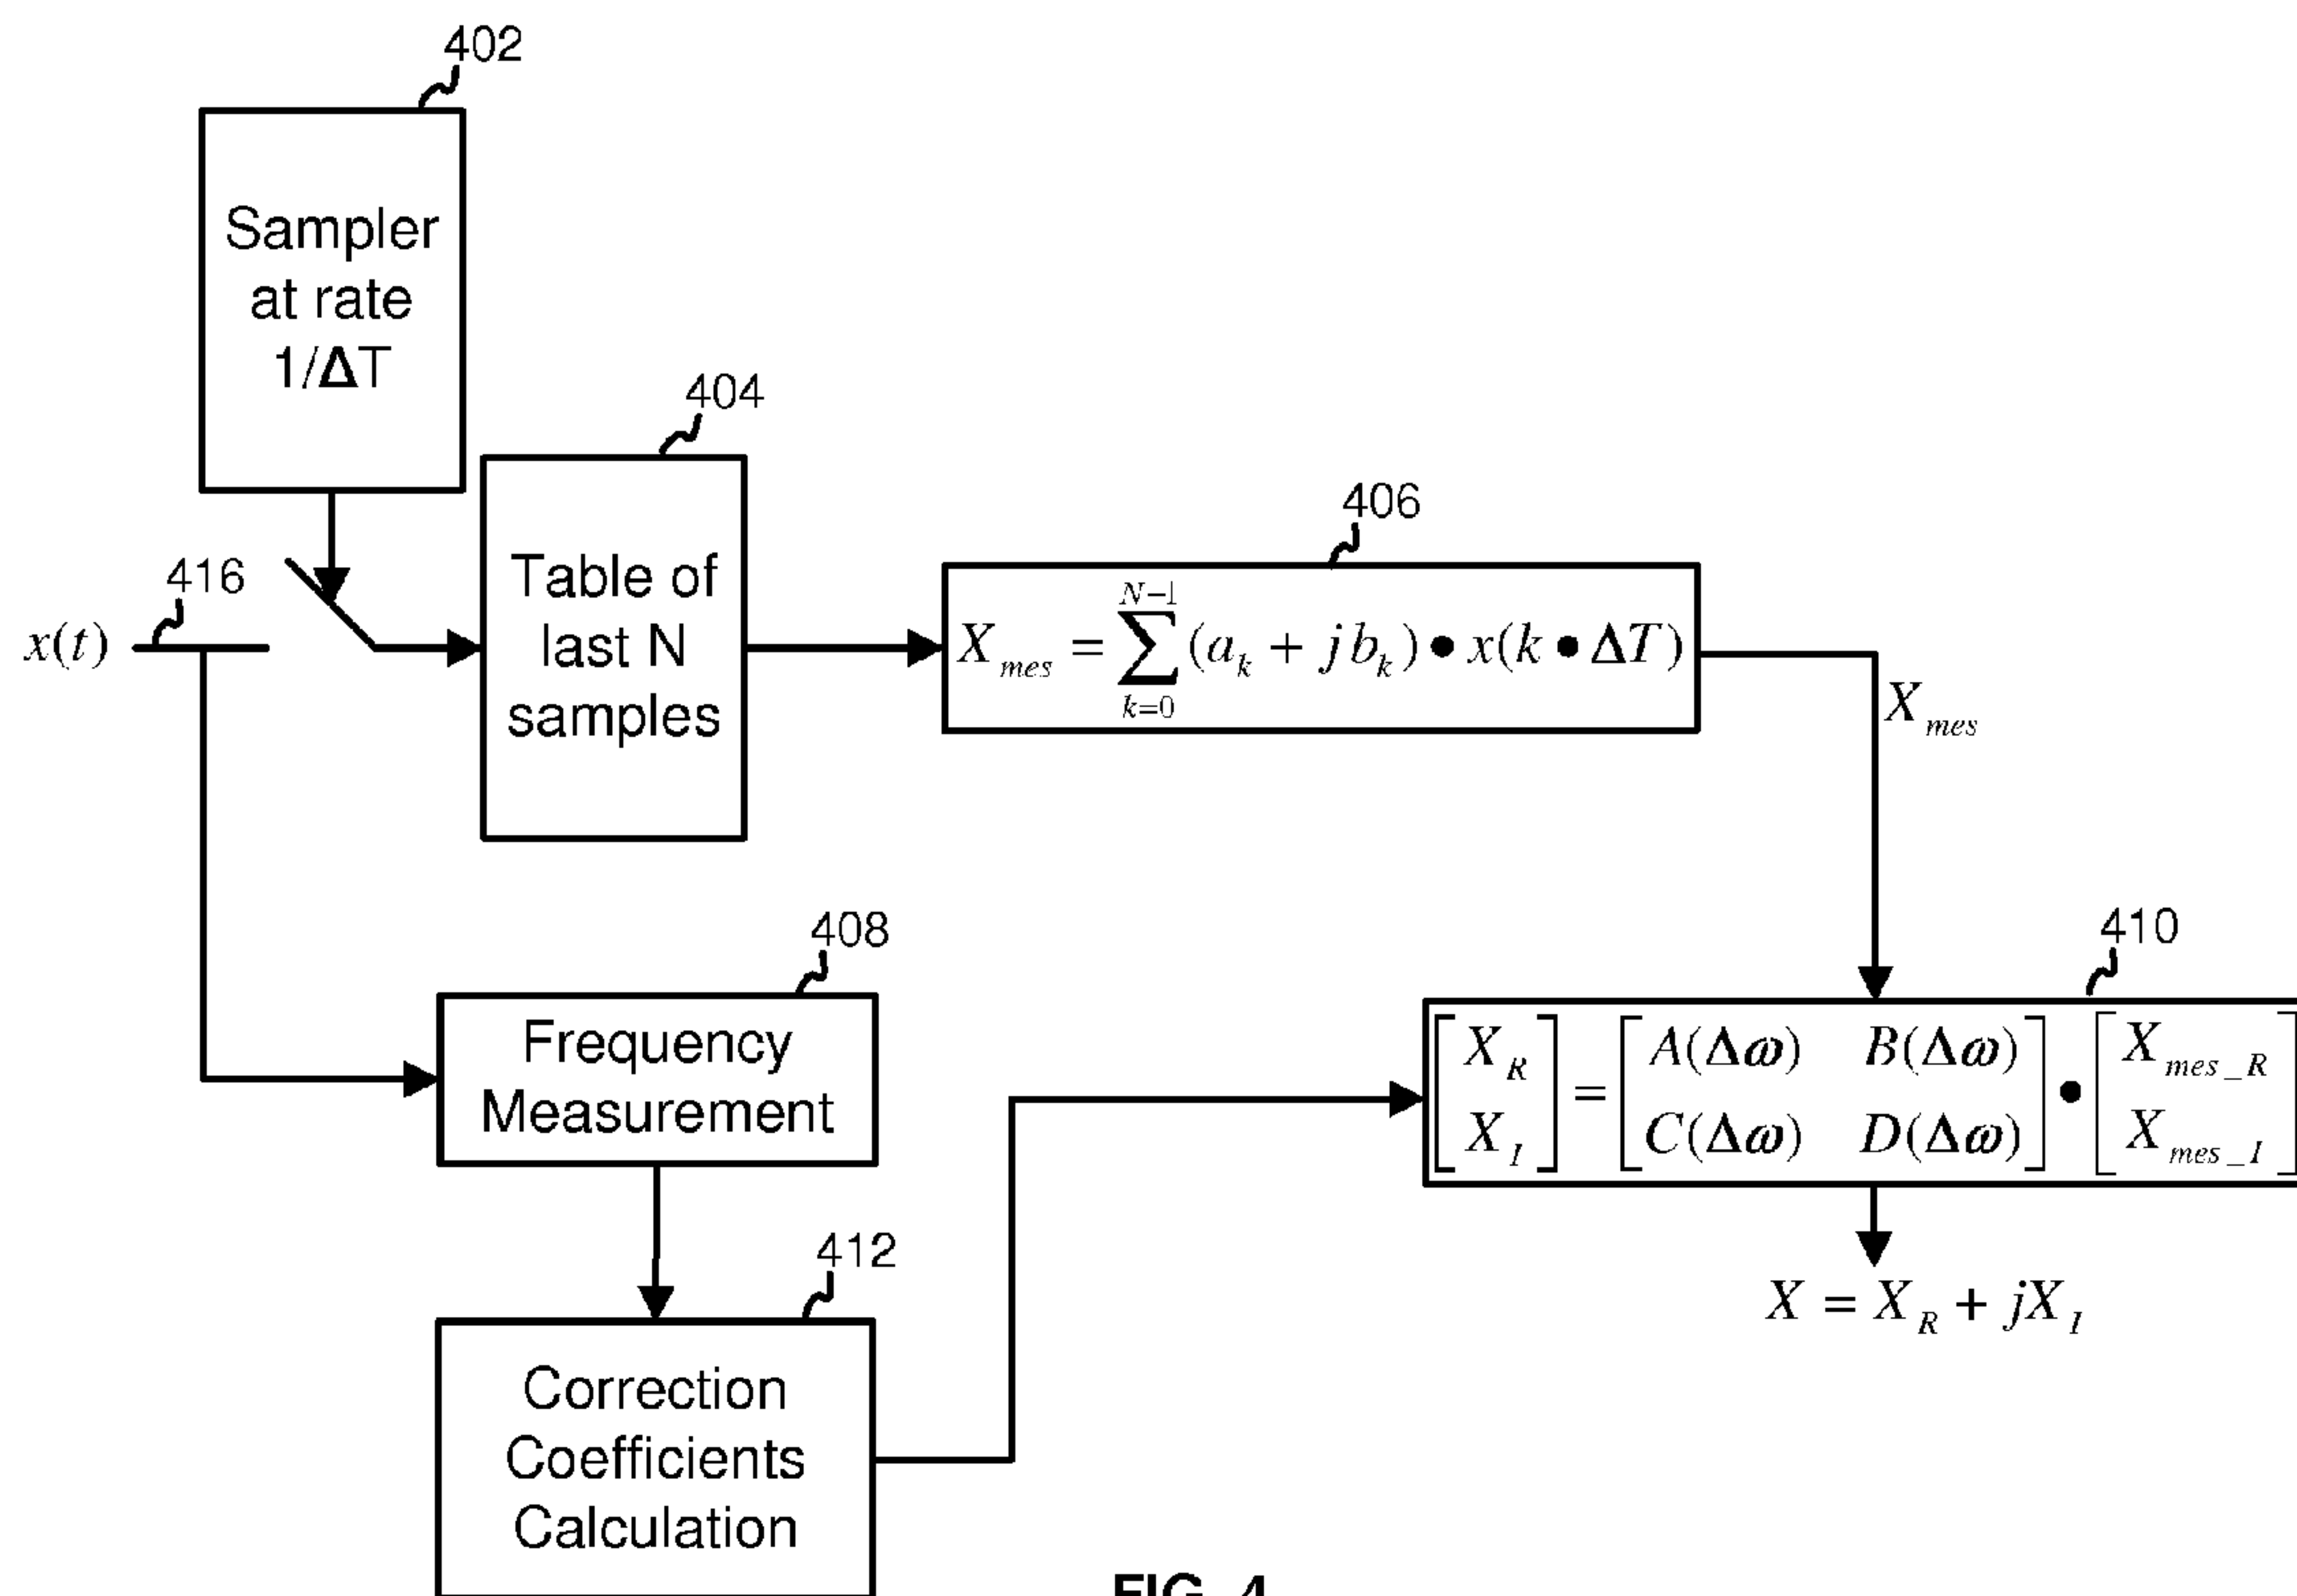 402
Sampler
at rate
1/ΔT
404
Table of
last N
samples
406
X_mes = ∑_{k=0}^{N−1} (a_k + j b_k) • x(k • ΔT)
416
x(t)
X_mes
408
Frequency
Measurement
410
[X_R X_I] = [A(Δω) B(Δω) C(Δω) D(Δω)] • [X_mes_R X_mes_I]
412
Correction
Coefficients
Calculation
X = X_R + jX_I
FIG. 4